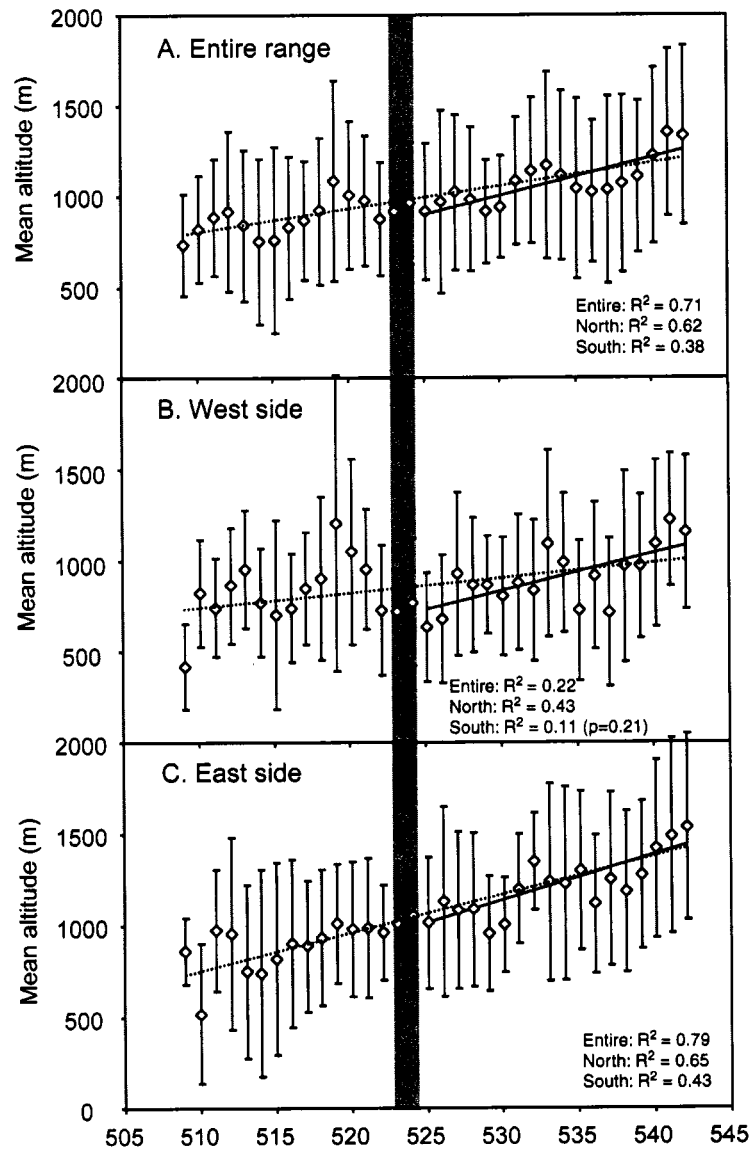 2000
A. Entire range
1500
1000
500
Mean altitude (m)
Entire: R² = 0.71
North: R² = 0.62
South: R² = 0.38
2000
B. West side
1500
1000
500
Mean altitude (m)
Entire: R² = 0.22
North: R² = 0.43
South: R² = 0.11 (p=0.21)
2000
C. East side
1500
1000
500
0
Mean altitude (m)
Entire: R² = 0.79
North: R² = 0.65
South: R² = 0.43
505 510 515 520 525 530 535 540 545